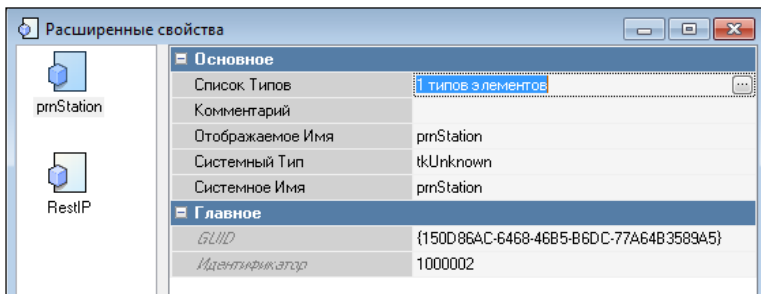 Расширенные свойства
prnStation
RestIP
Основное
Список Типов 1 типов элементов ...
Комментарий
Отображаемое Имя prnStation
Системный Тип tkUnknown
Системное Имя prnStation
Главное
GUID {150D86AC-6468-46B5-B6DC-77A64B3589A5}
Идентификатор 1000002